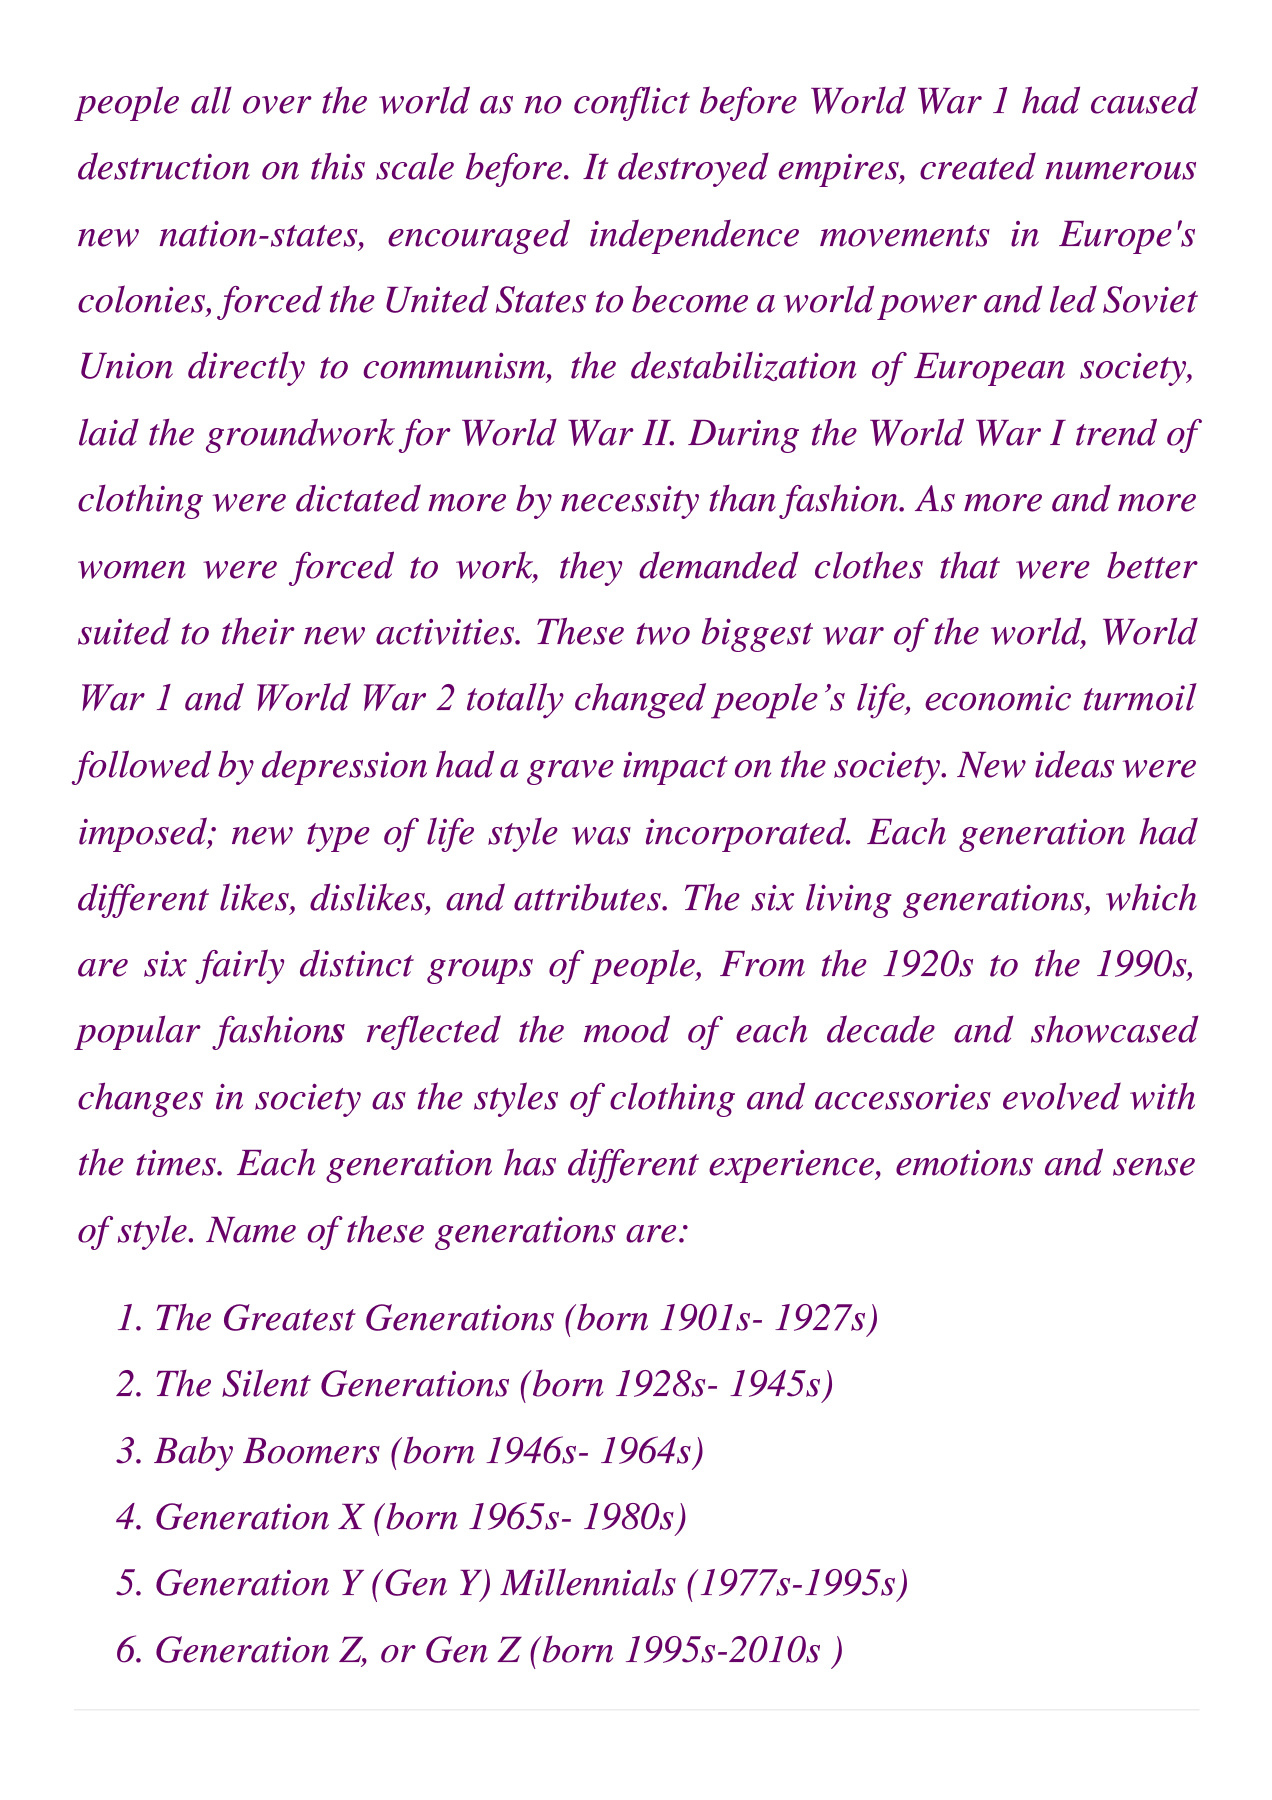 people all over the world as no conflict before World War 1 had caused
destruction on this scale before. It destroyed empires, created numerous
new nation-states, encouraged independence movements in Europe's
colonies, forced the United States to become a world power and led Soviet
Union directly to communism, the destabilization of European society,
laid the groundwork for World War II. During the World War I trend of
clothing were dictated more by necessity than fashion. As more and more
women were forced to work, they demanded clothes that were better
suited to their new activities. These two biggest war of the world, World
War 1 and World War 2 totally changed people’s life, economic turmoil
followed by depression had a grave impact on the society. New ideas were
imposed; new type of life style was incorporated. Each generation had
different likes, dislikes, and attributes. The six living generations, which
are six fairly distinct groups of people, From the 1920s to the 1990s,
popular fashions reflected the mood of each decade and showcased
changes in society as the styles of clothing and accessories evolved with
the times. Each generation has different experience, emotions and sense
of style. Name of these generations are:
1. The Greatest Generations (born 1901s- 1927s)
2. The Silent Generations (born 1928s- 1945s)
3. Baby Boomers (born 1946s- 1964s)
4. Generation X (born 1965s- 1980s)
5. Generation Y (Gen Y) Millennials (1977s-1995s)
6. Generation Z, or Gen Z (born 1995s-2010s )